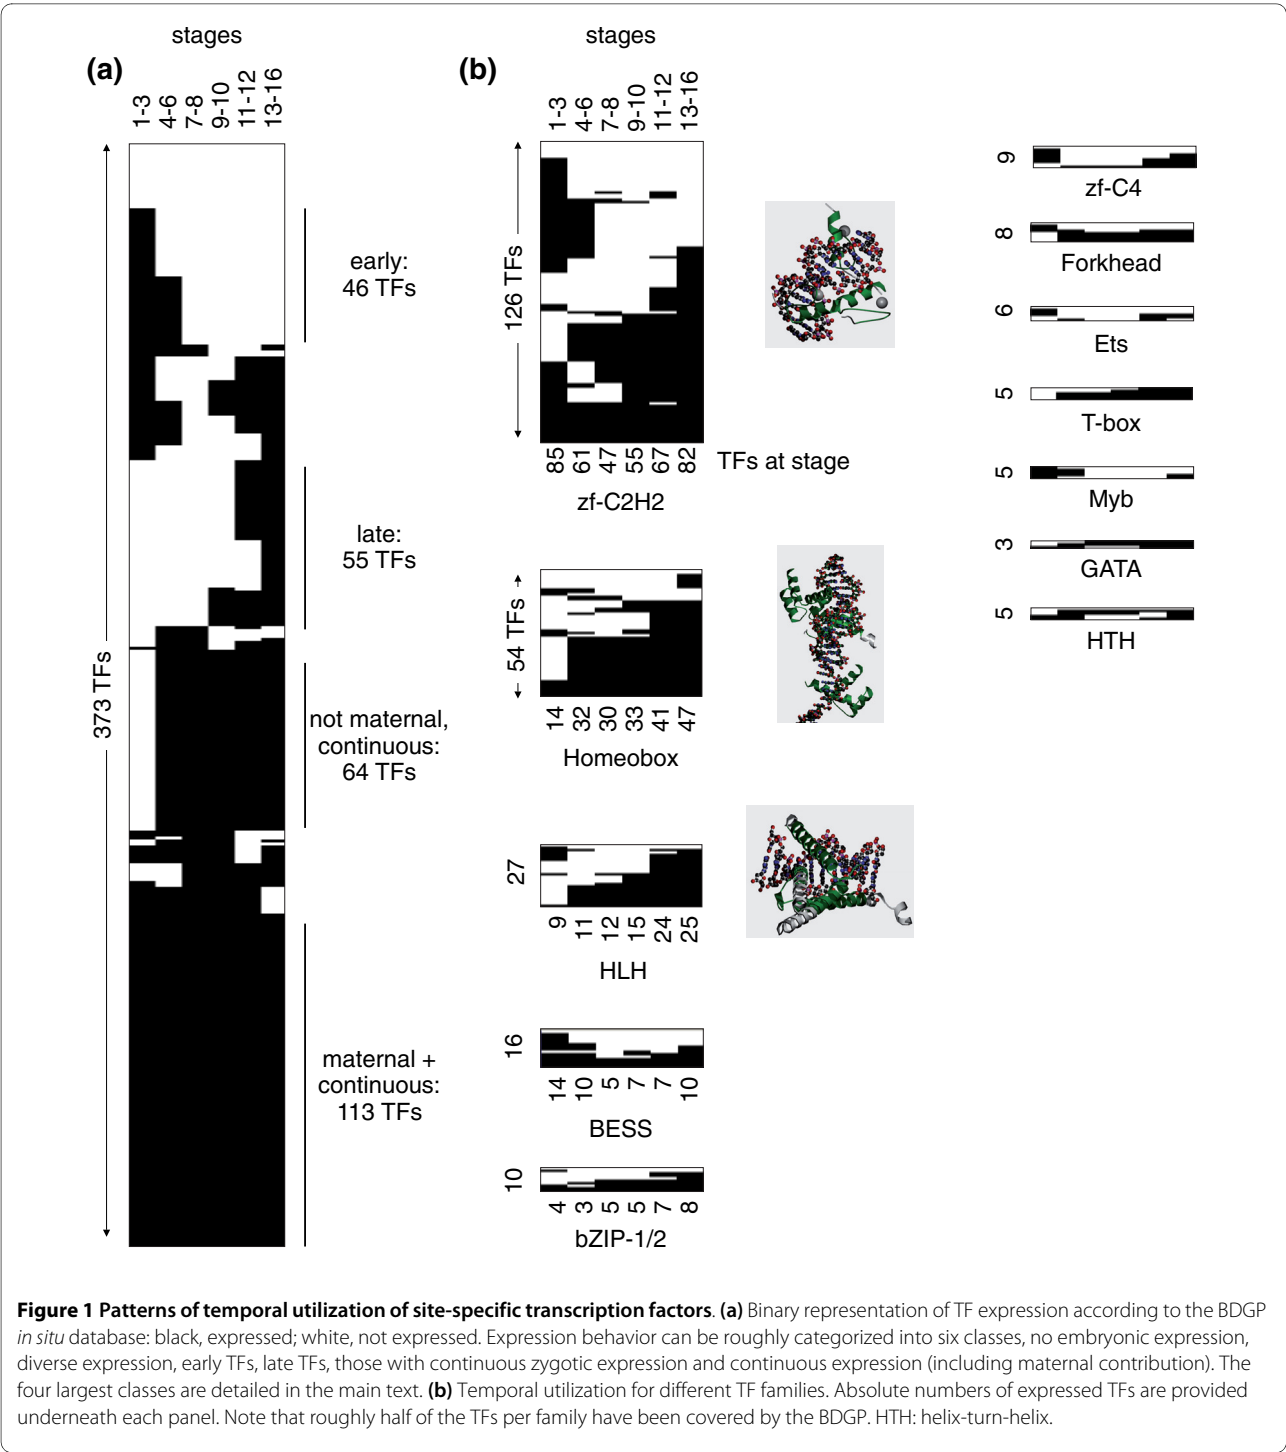 stages
(a)
1-3
4-6
7-8
9-10
11-12
13-16
373 TFs
early:
46 TFs
late:
55 TFs
not maternal,
continuous:
64 TFs
maternal +
continuous:
113 TFs
stages
(b)
1-3
4-6
7-8
9-10
11-12
13-16
126 TFs
85 61 47 55 67 82 TFs at stage
zf-C2H2
54 TFs
14 32 30 33 41 47
Homeobox
27
9 11 12 15 24 25
HLH
16
14 10 5 7 7 10
BESS
10
4 3 5 5 7 8
bZIP-1/2
9
zf-C4
8
Forkhead
6
Ets
5
T-box
5
Myb
3
GATA
5
HTH
Figure 1 Patterns of temporal utilization of site-specific transcription factors. (a) Binary representation of TF expression according to the BDGP
in situ database: black, expressed; white, not expressed. Expression behavior can be roughly categorized into six classes, no embryonic expression,
diverse expression, early TFs, late TFs, those with continuous zygotic expression and continuous expression (including maternal contribution). The
four largest classes are detailed in the main text. (b) Temporal utilization for different TF families. Absolute numbers of expressed TFs are provided
underneath each panel. Note that roughly half of the TFs per family have been covered by the BDGP. HTH: helix-turn-helix.